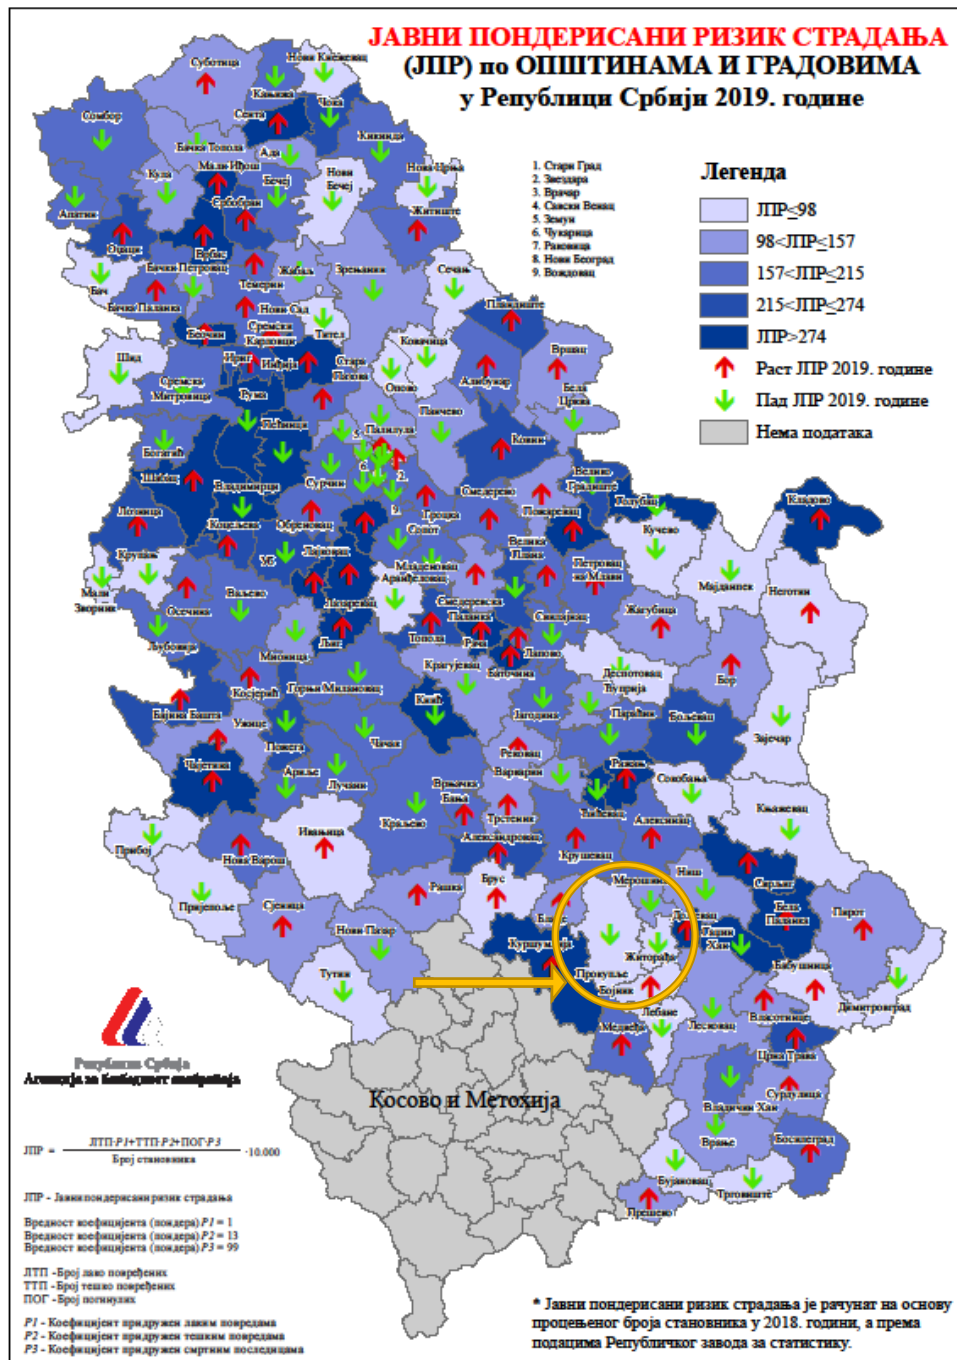 ЈАВНИ ПОНДЕРИСАНИ РИЗИК СТРАДАЊА
(ЈПР) по ОПШТИНАМА И ГРАДОВИМА
у Републици Србији 2019. године
1. Стари Град
2. Звездара
3. Врачар
4. Савски Венац
5. Земун
6. Чукарица
7. Раковица
8. Нови Београд
9. Вождовац
Легенда
ЈПР≤98
98<ЈПР≤157
157<ЈПР≤215
215<ЈПР≤274
ЈПР>274
Раст ЈПР 2019. године
Пад ЈПР 2019. године
Нема података
Суботица
Нови Кнежевац
Кањижа
Чока
Сента
Сомбор
Бачка Топола
Ада
Кикинда
Мали Иђош
Кула
Бечеј
Нови
Бечеј
Нова Црња
Апатин
Србобран
Житиште
Оџаци
Врбас
Бачки Петровац
Темерин
Жабаљ
Зрењанин
Сечањ
Бач
Бачка Паланка
Нови Сад
Тител
Пландиште
Беочин
Сремски
Карловци
Ковачица
Вршац
Шид
Ириг
Инђија
Стара
Пазова
Опово
Алибунар
Бела
Црква
Сремска
Митровица
Рума
Панчево
Палилула
Ковин
Пећинци
5.
6.
2.
9.
Богатић
Шабац
Владимирци
Сурчин
Смедерево
Велико
Градиште
Голубац
Кладово
Пожаревац
Лозница
Коцељева
Обреновац
Гроцка
Сопот
Велика
Плана
Кучево
Крупањ
Уб
Лајковац
Младеновац
Аранђеловац
Петровац
на Млави
Мајданпек
Неготин
Мали
Зворник
Осечина
Ваљево
Лазаревац
Смедеревска
Паланка
Свилајнац
Жагубица
Љубовија
Мионица
Љиг
Топола
Рача
Лапово
Баточина
Деспотовац
Бор
Косјерић
Горњи Милановац
Крагујевац
Ћуприја
Бајина Башта
Кнић
Јагодина
Параћин
Бољевац
Зајечар
Ужице
Пожега
Чачак
Рековац
Чајетина
Ариље
Лучани
Варварин
Ражањ
Сокобања
Врњачка
Бања
Ћићевац
Књажевац
Прибој
Ивањица
Краљево
Трстеник
Алексинац
Нова Варош
Александровац
Крушевац
Пријепоље
Рашка
Брус
Мерошина
Ниш
Сврљиг
Сјеница
Блаце
Дољевац
Бела
Паланка
Пирот
Нови Пазар
Куршумлија
Гаџин
Хан
Тутин
Прокупље
Житорађа
Бабушница
Бојник
Димитровград
Лебане
Лесковац
Власотинце
Медвеђа
Црна Трава
Владичин Хан
Сурдулица
Врање
Босилеград
Бујановац
Трговиште
Прешево
Косово и Метохија
Република Србија
Агенција за безбедност саобраћаја
ЈПР = ЛТП·P1+ТТП·P2+ПОГ·P3
Број становника
·10.000
ЈПР - Јавни пондерисани ризик страдања
Вредност коефицијента (пондера) P1 = 1
Вредност коефицијента (пондера) P2 = 13
Вредност коефицијента (пондера) P3 = 99
ЛТП -Број лако повређених
ТТП -Број тешко повређених
ПОГ -Број погинулих
P1 - Коефицијент придружен лаким повредама
P2 - Коефицијент придружен тешким повредама
P3 - Коефицијент придружен смртним последицама
* Јавни пондерисани ризик страдања је рачунат на основу
процењеног броја становника у 2018. години, а према
подацима Републичког завода за статистику.